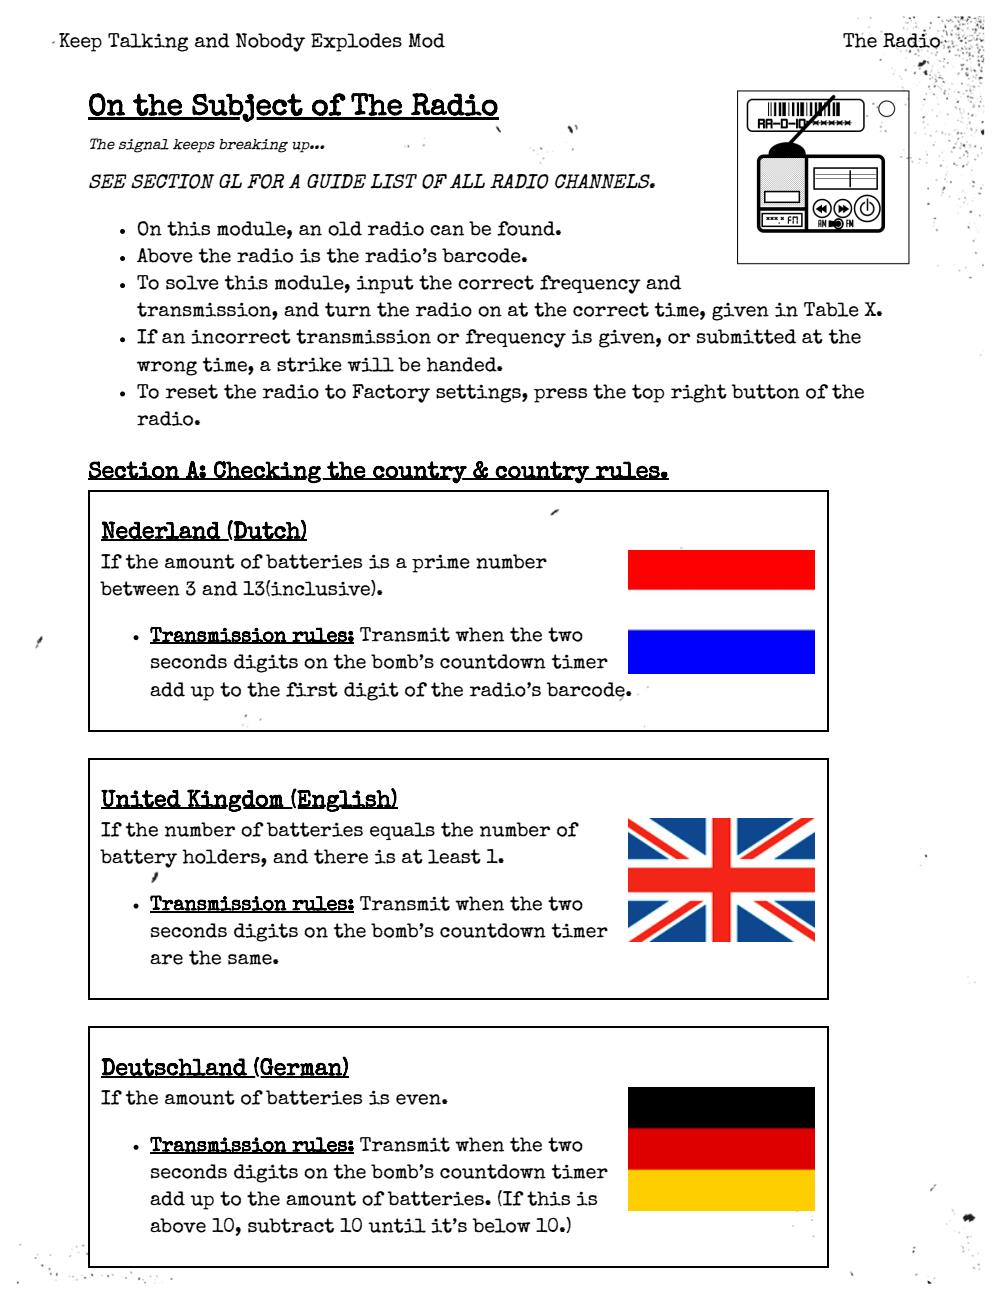 Keep Talking and Nobody Explodes Mod
The Radio
On the Subject of The Radio
The signal keeps breaking up...
SEE SECTION GL FOR A GUIDE LIST OF ALL RADIO CHANNELS.
AA-0-10******
***.* FM
AM FM
• On this module, an old radio can be found.
• Above the radio is the radio's barcode.
• To solve this module, input the correct frequency and
transmission, and turn the radio on at the correct time, given in Table X.
• If an incorrect transmission or frequency is given, or submitted at the
wrong time, a strike will be handed.
• To reset the radio to Factory settings, press the top right button of the
radio.
Section A: Checking the country & country rules.
Nederland (Dutch)
If the amount of batteries is a prime number
between 3 and 13(inclusive).
• Transmission rules: Transmit when the two
seconds digits on the bomb's countdown timer
add up to the first digit of the radio's barcode.
United Kingdom (English)
If the number of batteries equals the number of
battery holders, and there is at least 1.
• Transmission rules: Transmit when the two
seconds digits on the bomb's countdown timer
are the same.
Deutschland (German)
If the amount of batteries is even.
• Transmission rules: Transmit when the two
seconds digits on the bomb's countdown timer
add up to the amount of batteries. (If this is
above 10, subtract 10 until it's below 10.)